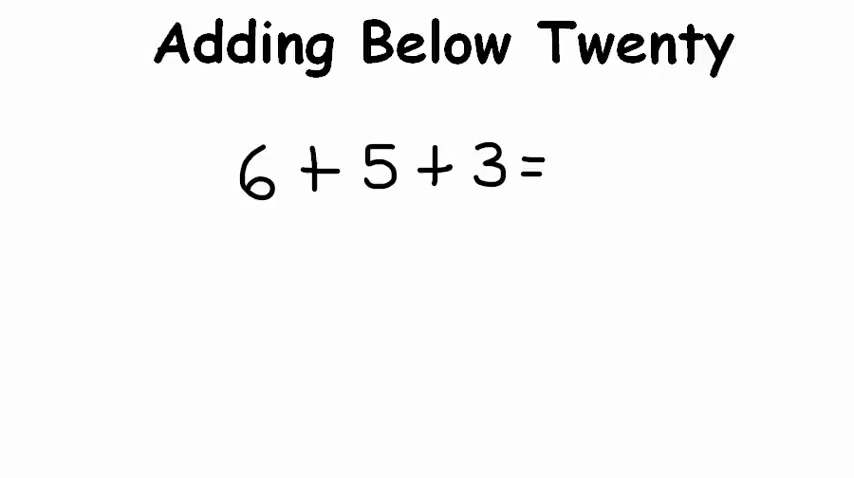 Adding Below Twenty
6 + 5 + 3 =